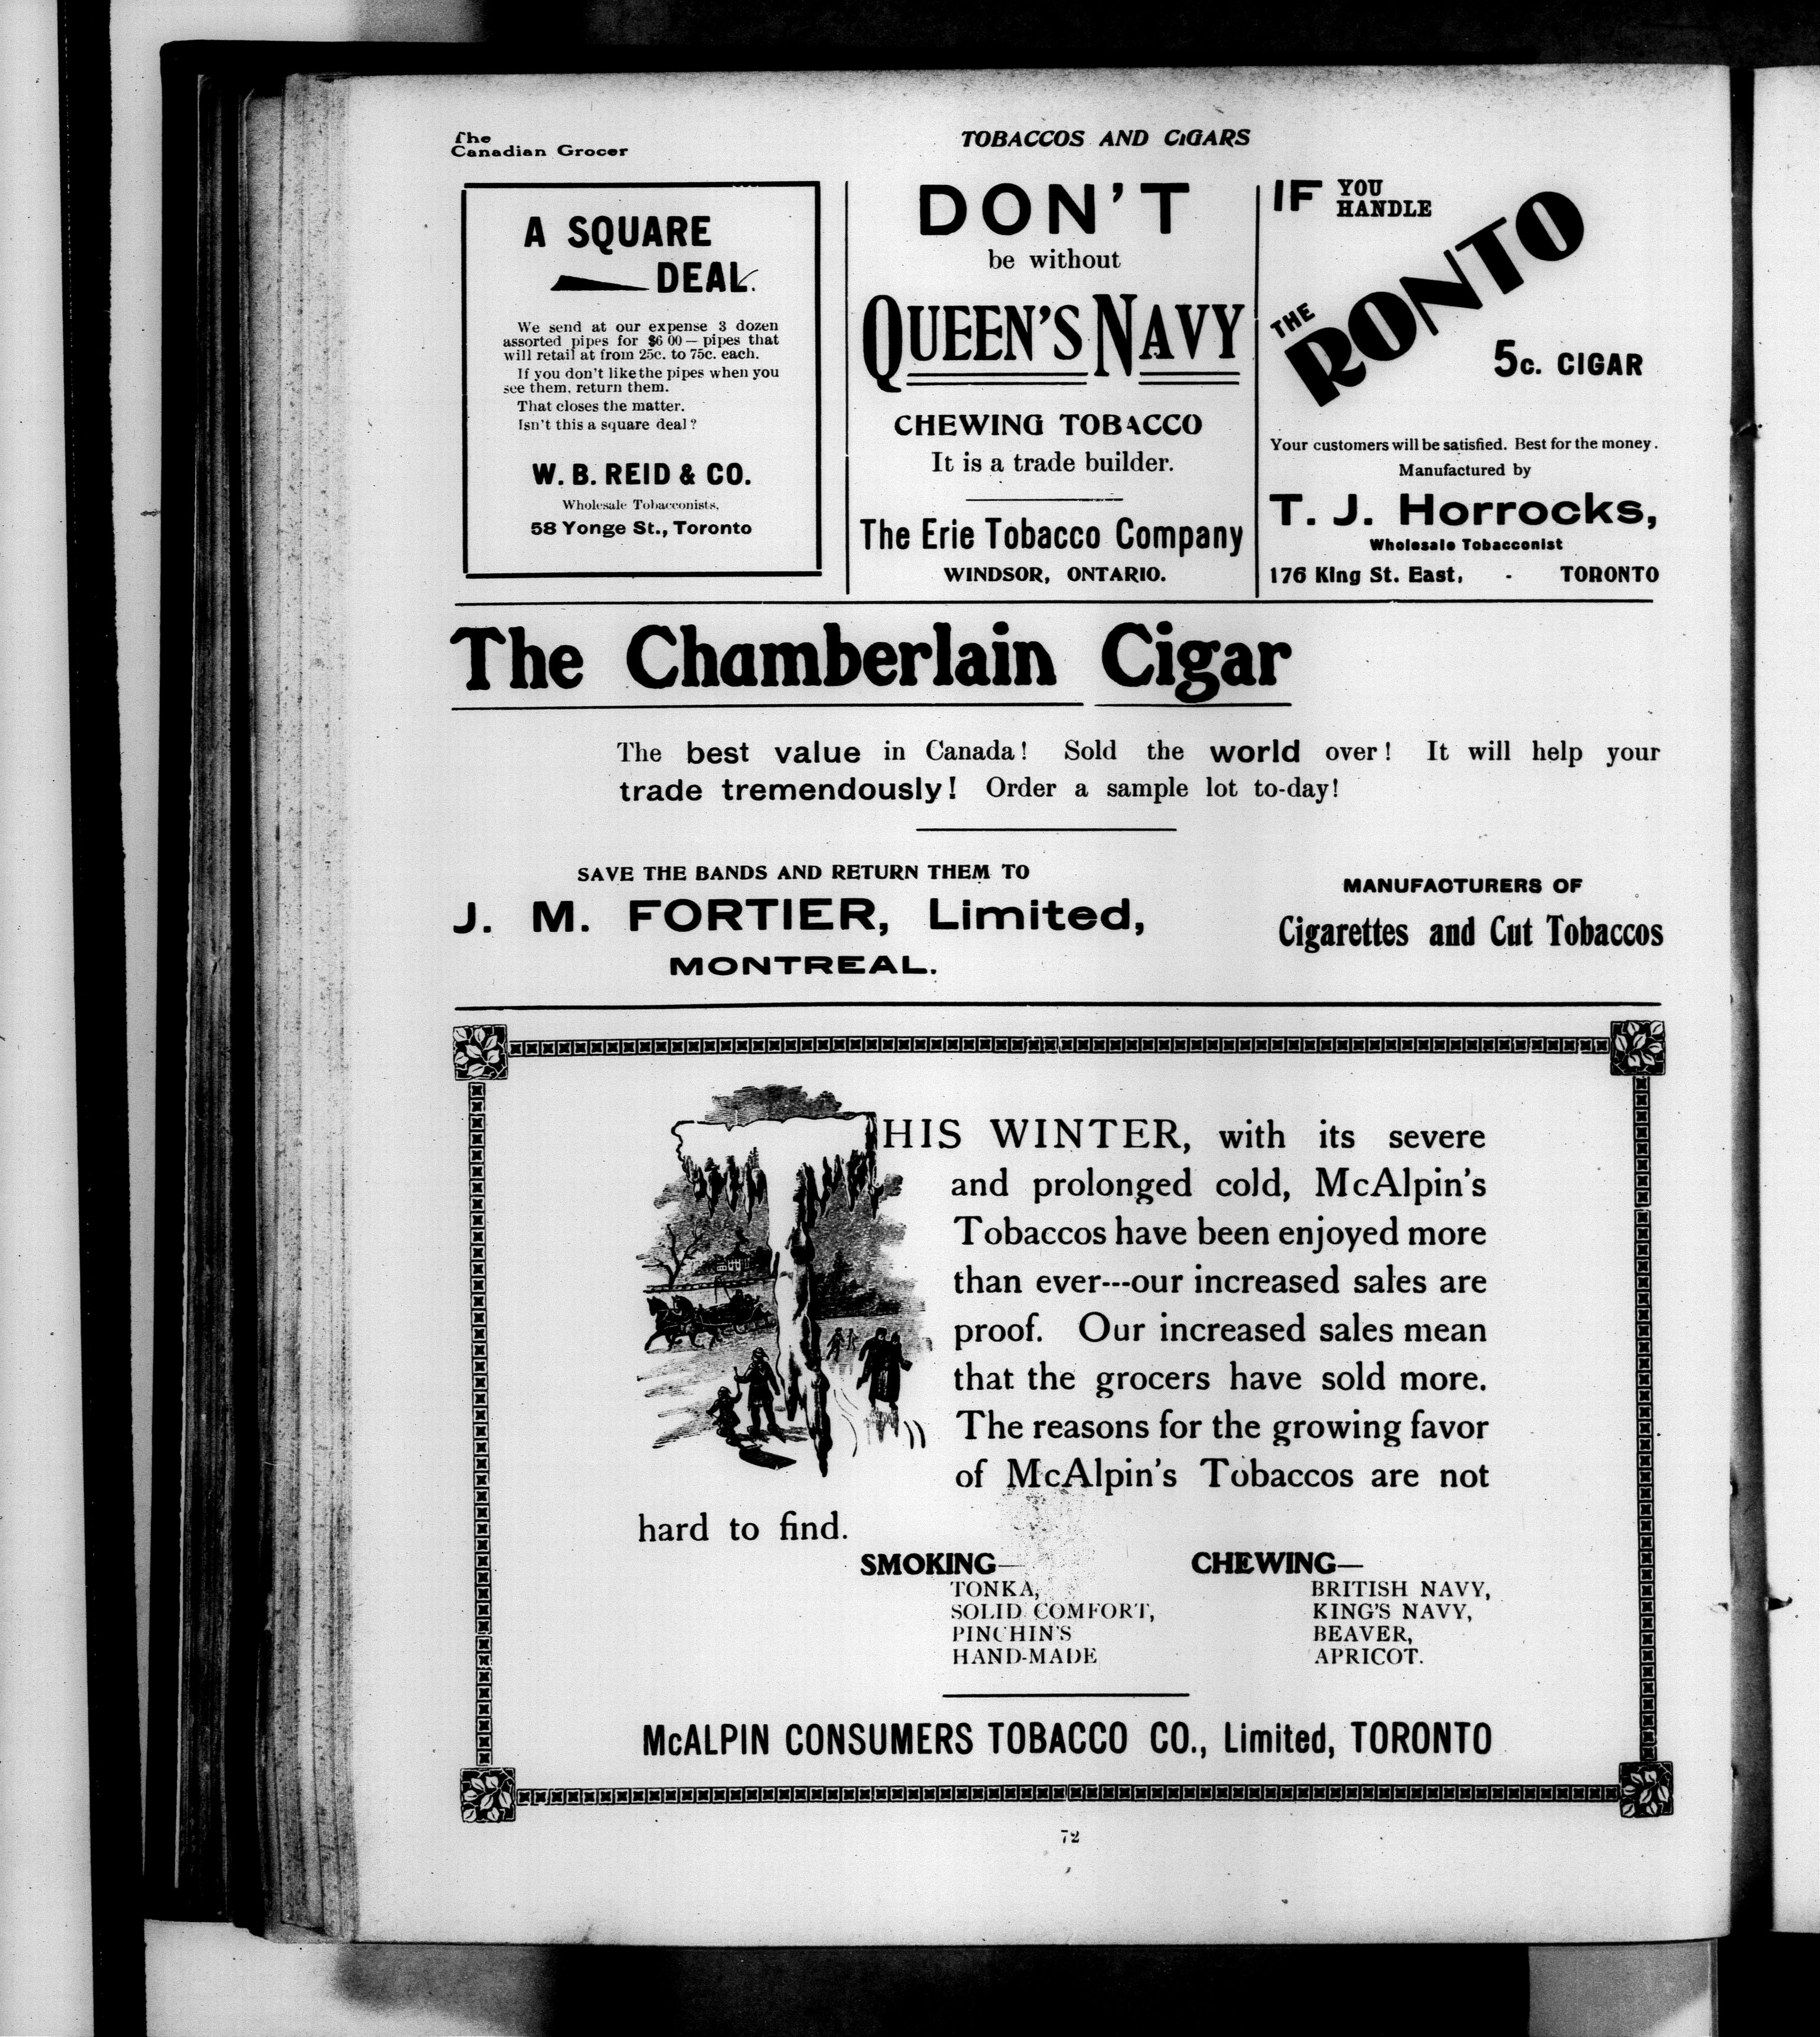 The
Canadian Grocer
TOBACCOS AND CIGARS
A SQUARE
DEAL.
We send at our expense 3 dozen
assorted pipes for $6 00 — pipes that
will retail at from 25c. to 75c. each.
If you don't like the pipes when you
see them, return them.
That closes the matter.
Isn't this a square deal?
W. B. REID & CO.
Wholesale Tobacconists,
58 Yonge St., Toronto
DON'T
be without
QUEEN'S NAVY
CHEWING TOBACCO
It is a trade builder.
The Erie Tobacco Company
WINDSOR, ONTARIO.
IF YOU
HANDLE
THE RONTO
5c. CIGAR
Your customers will be satisfied. Best for the money.
Manufactured by
T. J. Horrocks,
Wholesale Tobacconist
176 King St. East, - TORONTO
The Chamberlain Cigar
The best value in Canada! Sold the world over! It will help your
trade tremendously! Order a sample lot to-day!
SAVE THE BANDS AND RETURN THEM TO
J. M. FORTIER, Limited,
MONTREAL.
MANUFACTURERS OF
Cigarettes and Cut Tobaccos
THIS WINTER, with its severe
and prolonged cold, McAlpin's
Tobaccos have been enjoyed more
than ever---our increased sales are
proof. Our increased sales mean
that the grocers have sold more.
The reasons for the growing favor
of McAlpin's Tobaccos are not
hard to find.
SMOKING—
TONKA,
SOLID COMFORT,
PINCHIN'S
HAND-MADE
CHEWING—
BRITISH NAVY,
KING'S NAVY,
BEAVER,
APRICOT.
McALPIN CONSUMERS TOBACCO CO., Limited, TORONTO
72